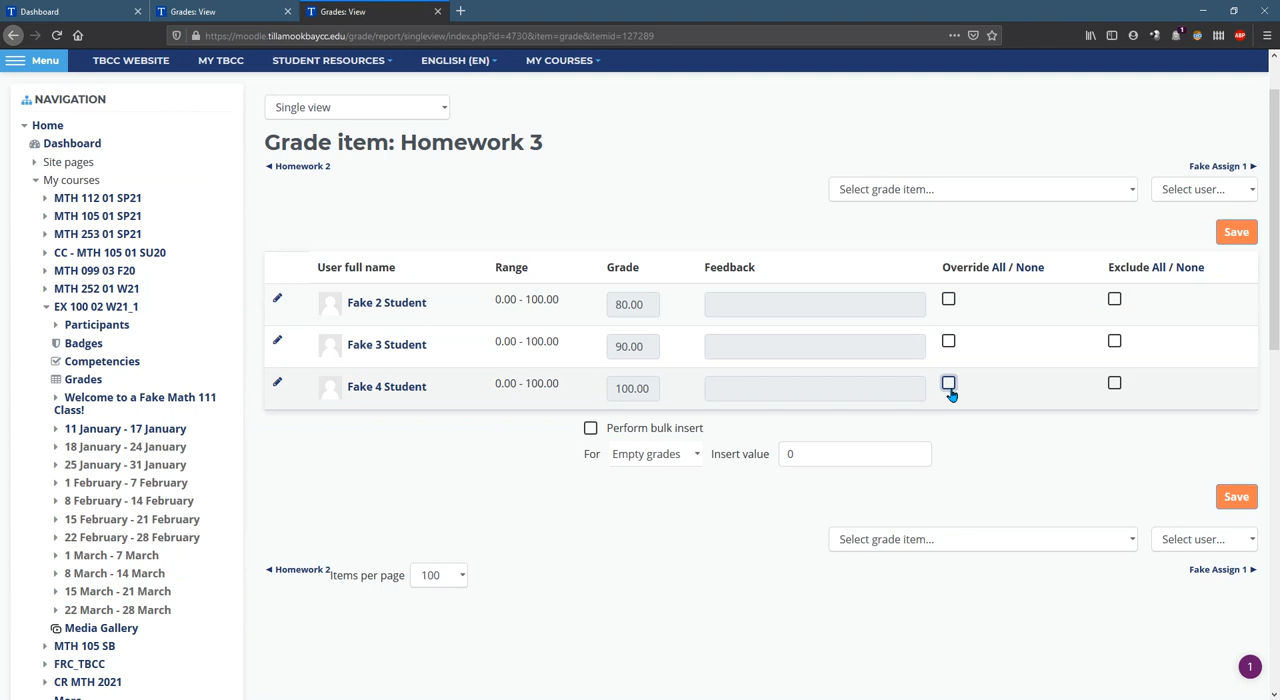 Dashboard
Grades: View
Grades: View
https://moodle.tillamookbaycc.edu/grade/report/singleview/index.php?id=4730&item=grade&itemid=127289
1
ABP
Menu
TBCC WEBSITE
MY TBCC
STUDENT RESOURCES
ENGLISH (EN)
MY COURSES
NAVIGATION
Home
Dashboard
Site pages
My courses
MTH 112 01 SP21
MTH 105 01 SP21
MTH 253 01 SP21
CC - MTH 105 01 SU20
MTH 099 03 F20
MTH 252 01 W21
EX 100 02 W21_1
Participants
Badges
Competencies
Grades
Welcome to a Fake Math 111
Class!
11 January - 17 January
18 January - 24 January
25 January - 31 January
1 February - 7 February
8 February - 14 February
15 February - 21 February
22 February - 28 February
1 March - 7 March
8 March - 14 March
15 March - 21 March
22 March - 28 March
Media Gallery
MTH 105 SB
FRC_TBCC
CR MTH 2021
More
Single view
Grade item: Homework 3
◄ Homework 2
Fake Assign 1 ►
Select grade item...
Select user...
Save
User full name Range Grade Feedback Override All / None Exclude All / None
Fake 2 Student 0.00 - 100.00 80.00
Fake 3 Student 0.00 - 100.00 90.00
Fake 4 Student 0.00 - 100.00 100.00
Perform bulk insert
For Empty grades Insert value 0
Save
Select grade item...
Select user...
◄ Homework 2
Items per page 100
Fake Assign 1 ►
1